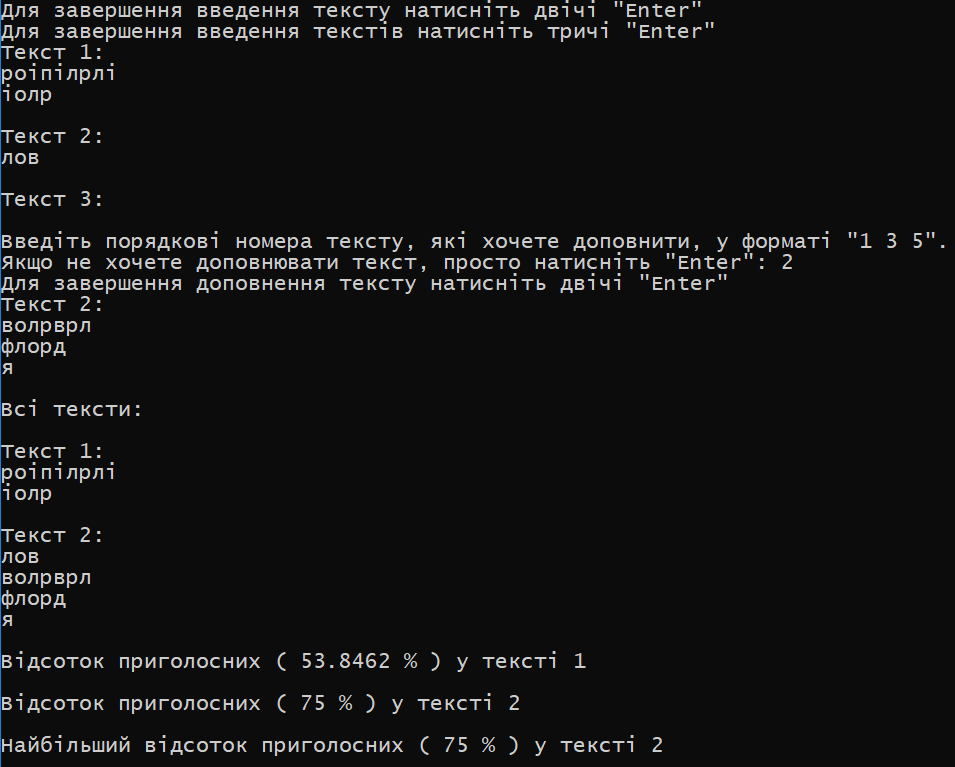 Для завершення введення тексту натисніть двічі "Enter"
Для завершення введення текстів натисніть тричі "Enter"
Текст 1:
роіпілрлі
іолр
Текст 2:
лов
Текст 3:
Введіть порядкові номера тексту, які хочете доповнити, у форматі "1 3 5".
Якщо не хочете доповнювати текст, просто натисніть "Enter": 2
Для завершення доповнення тексту натисніть двічі "Enter"
Текст 2:
волрврл
флорд
я
Всі тексти:
Текст 1:
роіпілрлі
іолр
Текст 2:
лов
волрврл
флорд
я
Відсоток приголосних ( 53.8462 % ) у тексті 1
Відсоток приголосних ( 75 % ) у тексті 2
Найбільший відсоток приголосних ( 75 % ) у тексті 2